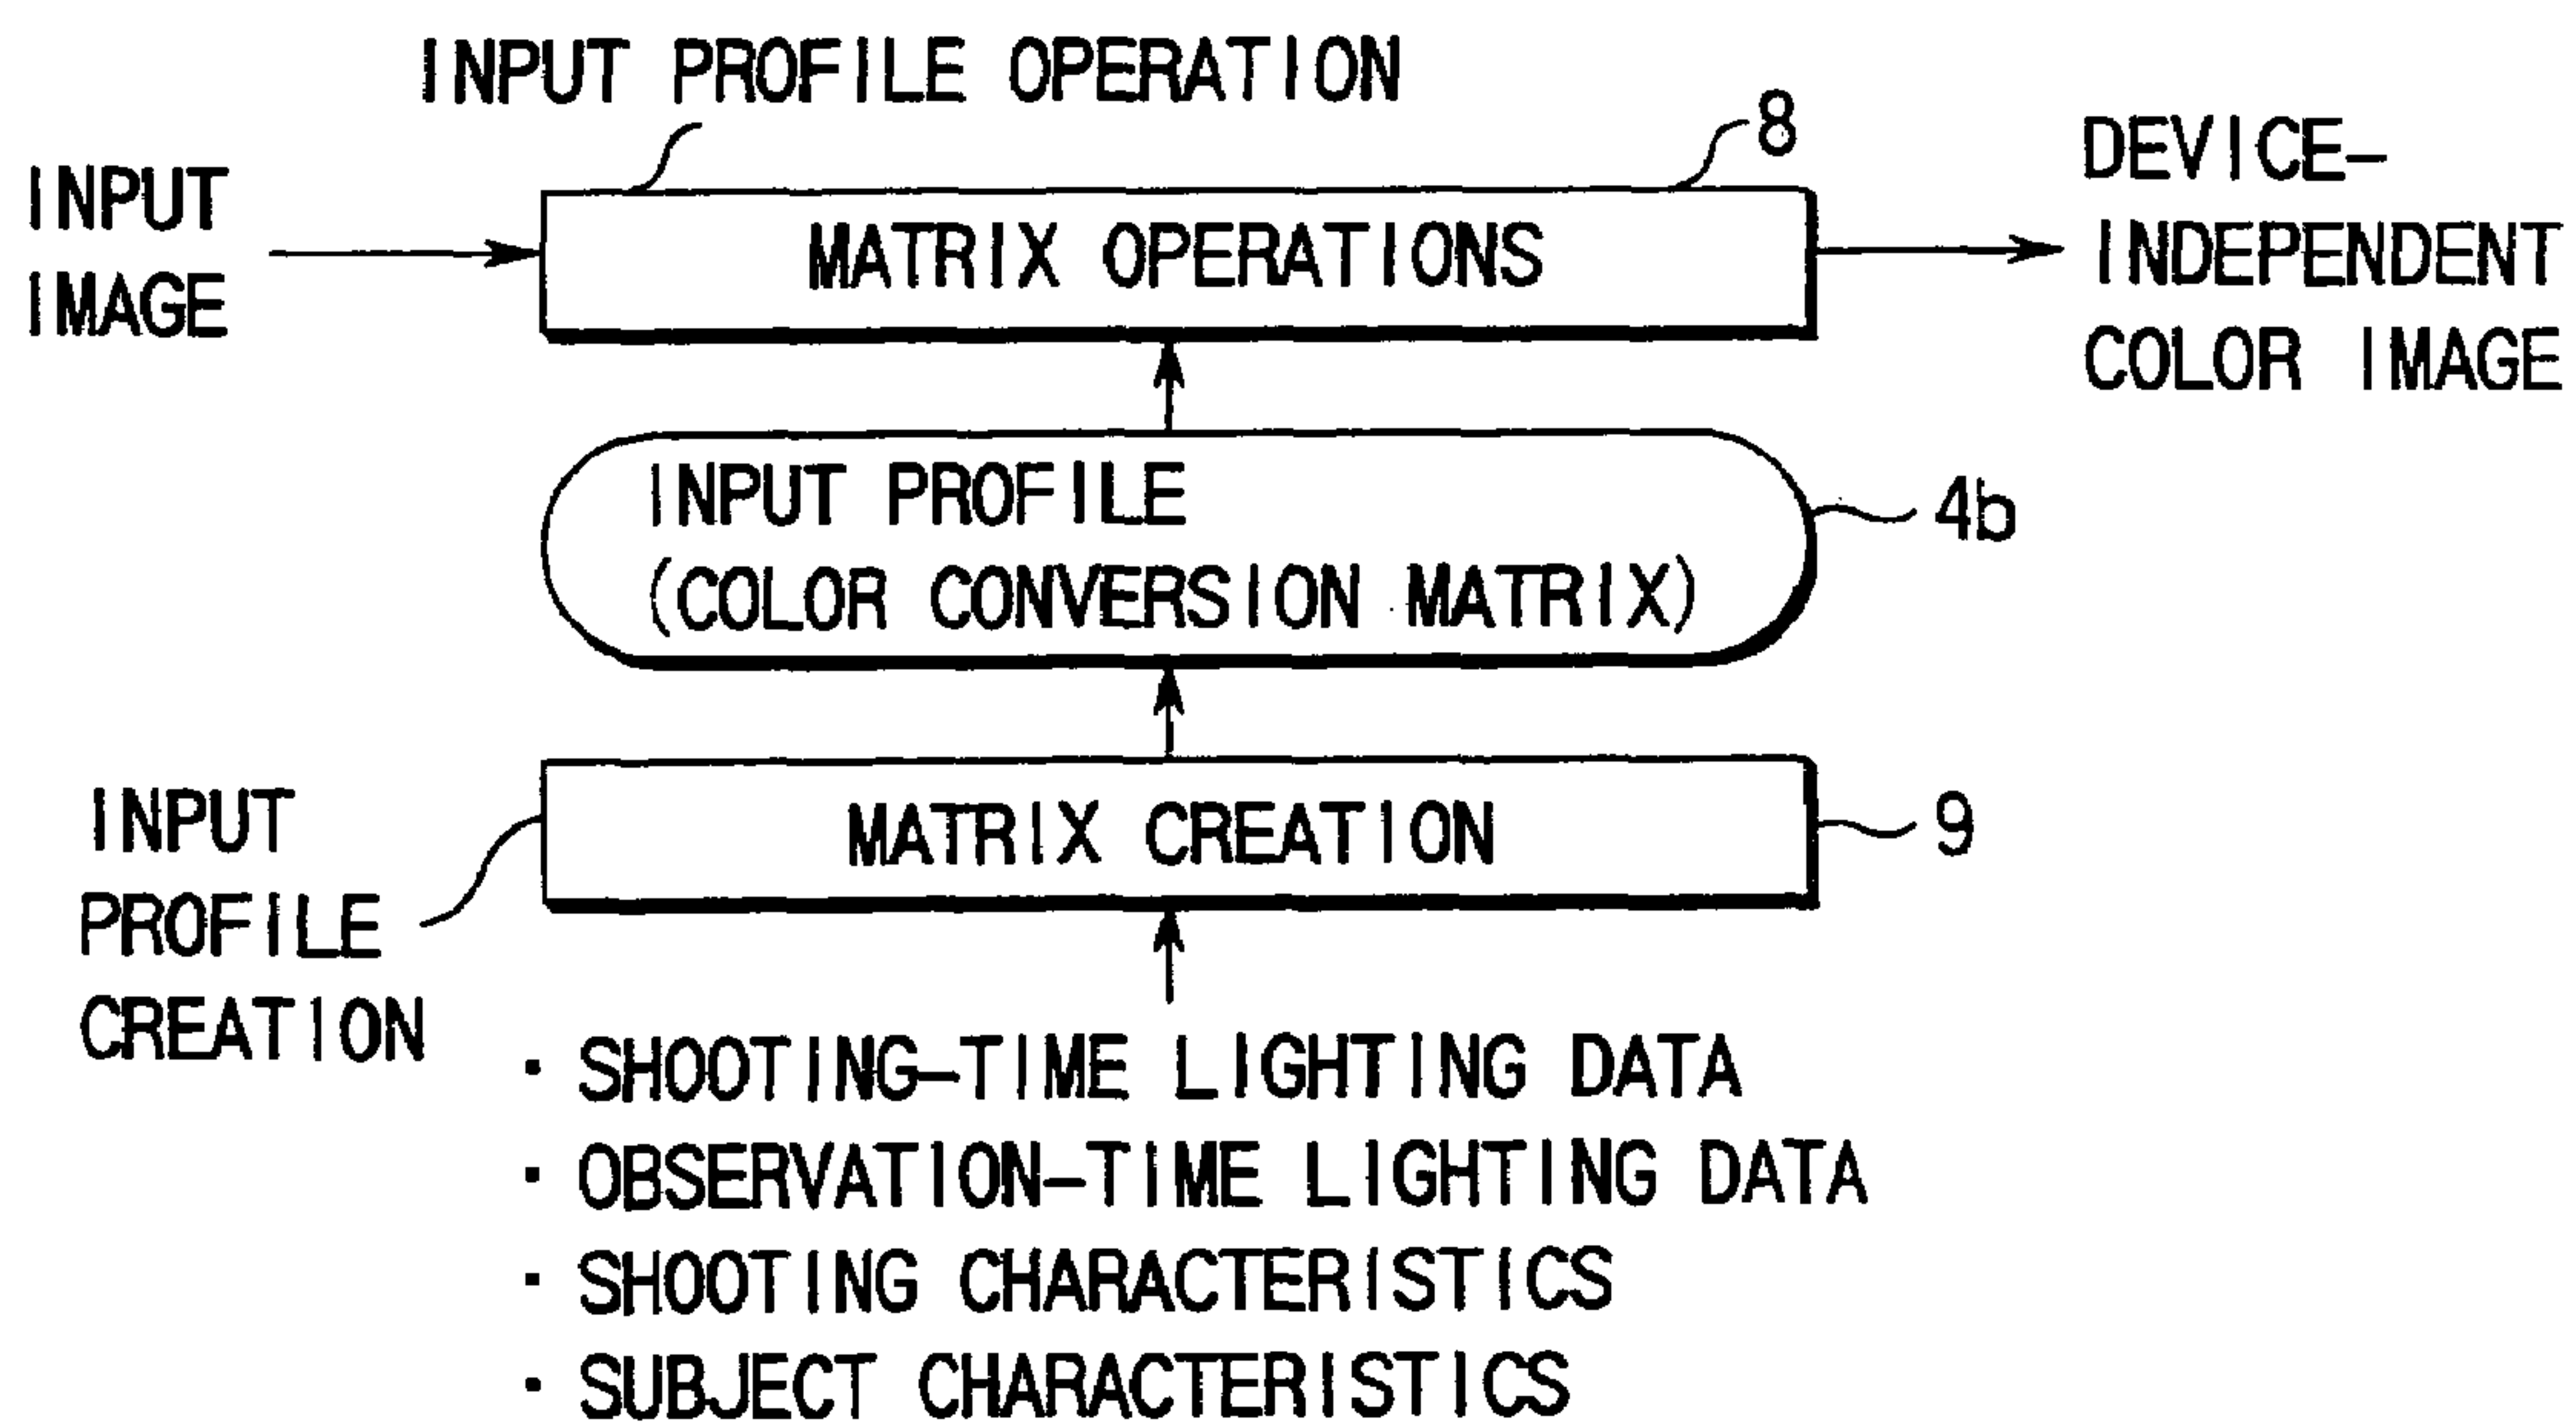 INPUT PROFILE OPERATION
8
INPUT
IMAGE
MATRIX OPERATIONS
DEVICE-
INDEPENDENT
COLOR IMAGE
INPUT PROFILE
(COLOR CONVERSION MATRIX)
4b
INPUT
PROFILE
CREATION
MATRIX CREATION
9
· SHOOTING-TIME LIGHTING DATA
· OBSERVATION-TIME LIGHTING DATA
· SHOOTING CHARACTERISTICS
· SUBJECT CHARACTERISTICS